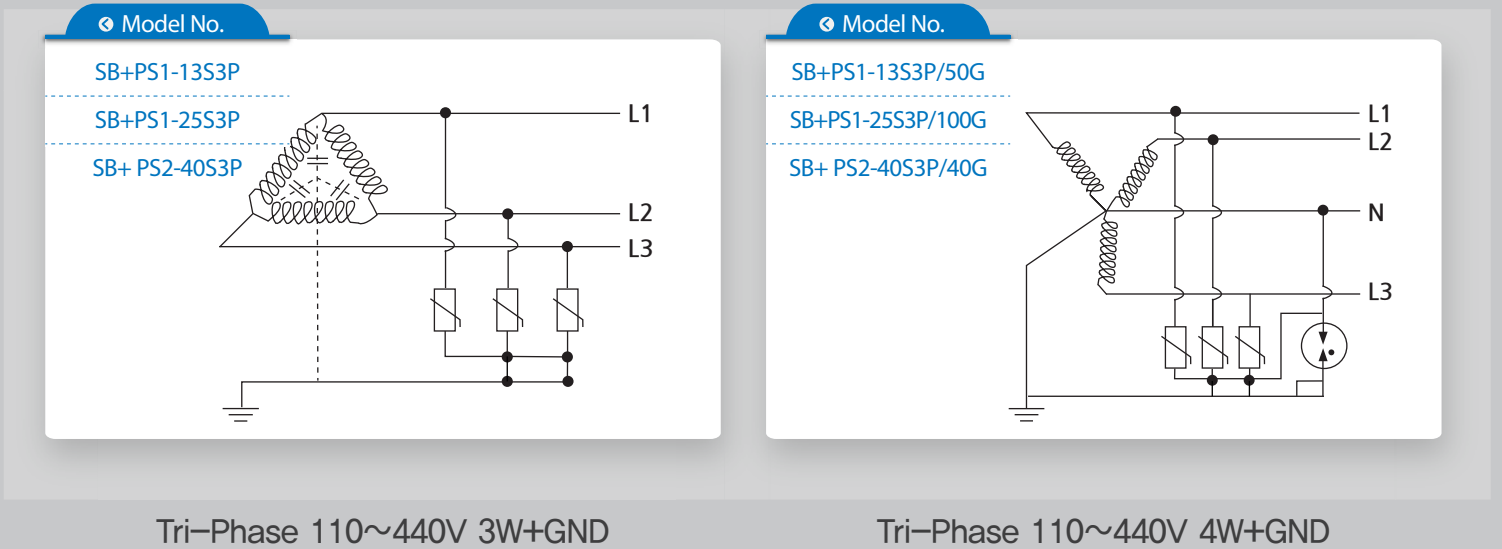 Model No.
SB+PS1-13S3P
SB+PS1-25S3P
SB+ PS2-40S3P
L1
L2
L3
Tri-Phase 110~440V 3W+GND
Model No.
SB+PS1-13S3P/50G
SB+PS1-25S3P/100G
SB+ PS2-40S3P/40G
L1
L2
N
L3
Tri-Phase 110~440V 4W+GND